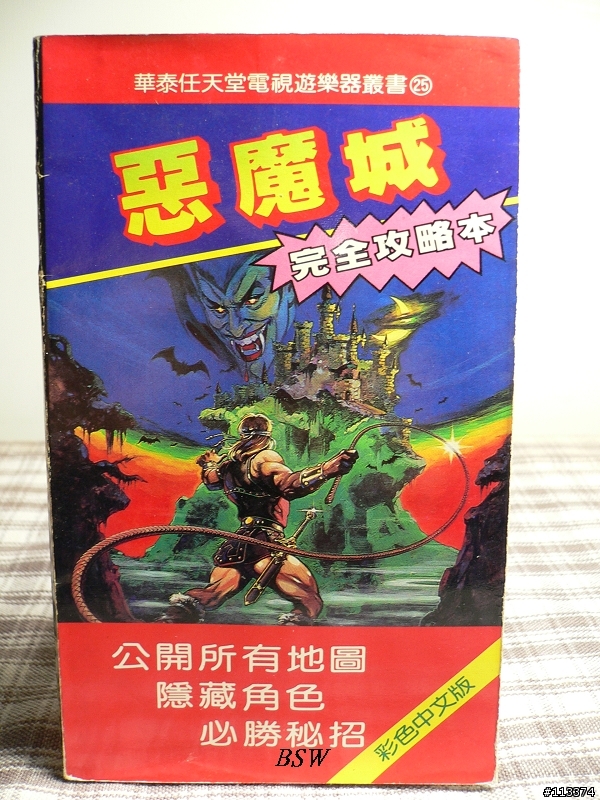 華泰任天堂電視遊樂器叢書㉕
惡魔城
完全攻略本
公開所有地圖
隱藏角色
必勝秘招
彩色中文版
BSW
#113374